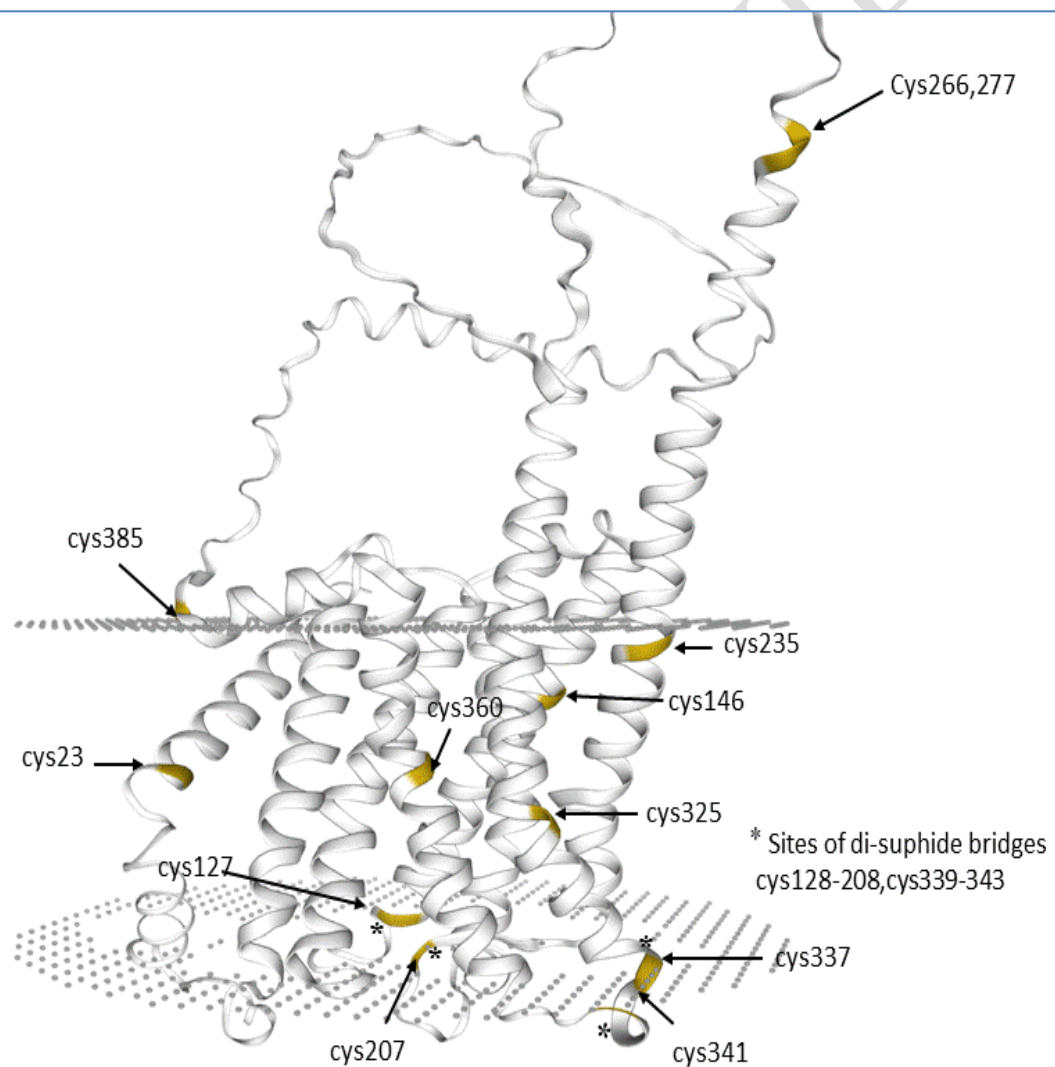 Cys266,277
cys385
cys235
cys146
cys360
cys23
cys325
* Sites of di-suphide bridges
cys128-208,cys339-343
cys127
*
*
*
cys337
*
cys207
cys341